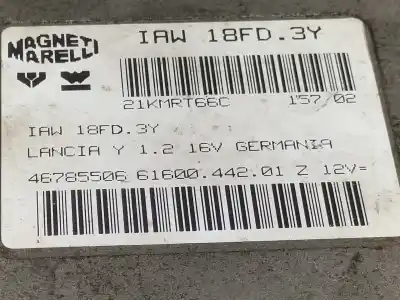 MAGNETI
MARELLI
IAW 18FD.3Y
21KMRT66C 157/02
IAW 18FD.3Y
LANCIA Y 1.2 16V GERMANIA
46785506 61600.442.01 Z 12V=